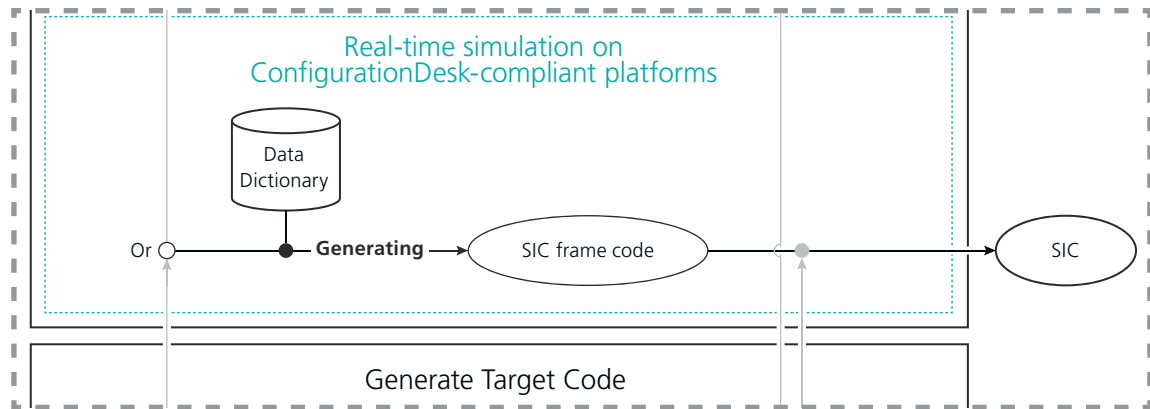 Real-time simulation on
ConfigurationDesk-compliant platforms
Data
Dictionary
Or
Generating
SIC frame code
SIC
Generate Target Code